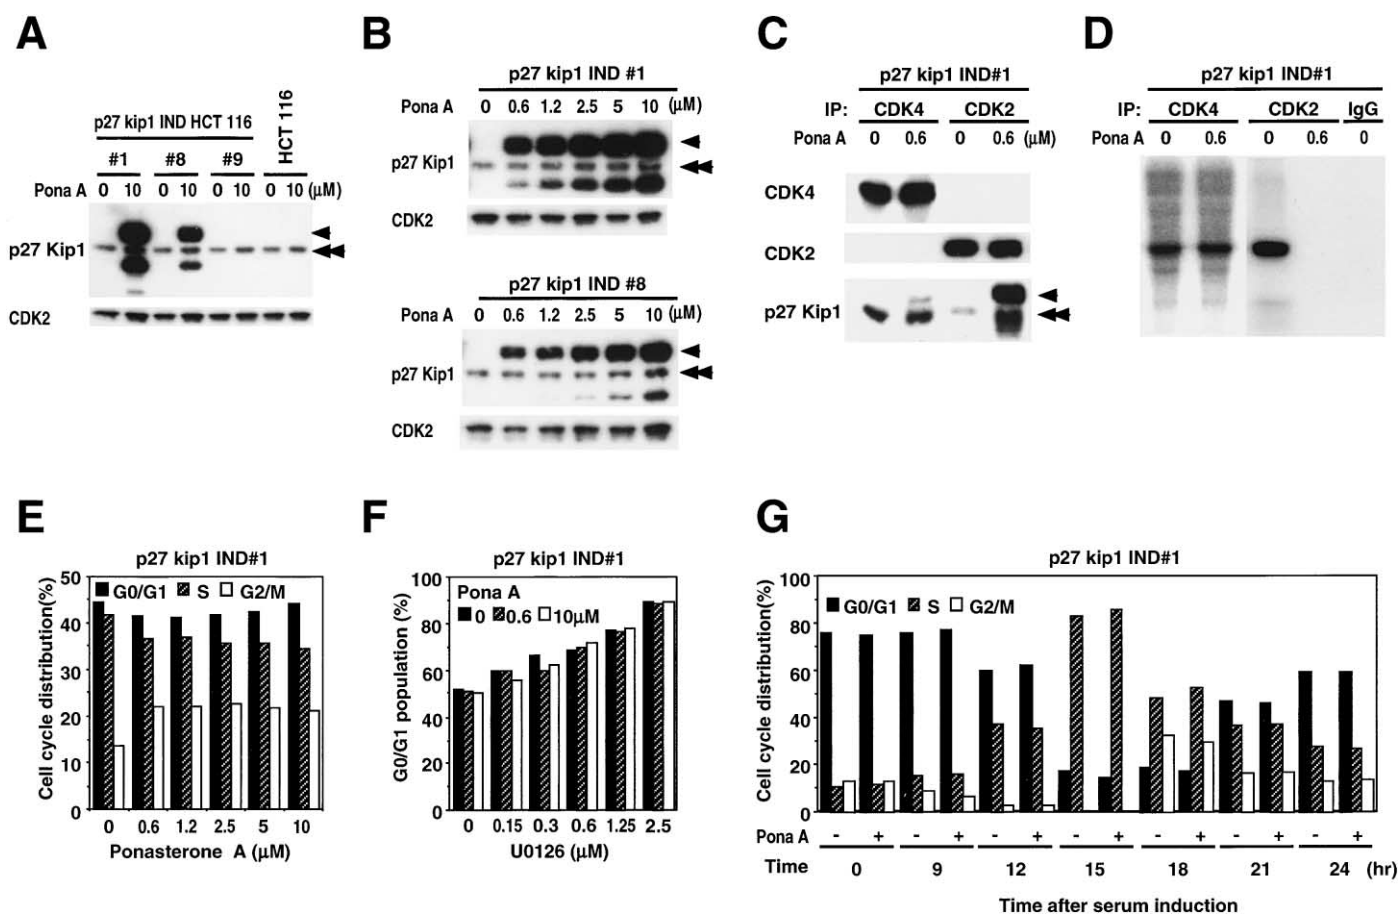 A
p27 kip1 IND HCT 116
HCT 116
#1 #8 #9
Pona A 0 10 0 10 0 10 0 10 (μM)
p27 Kip1
CDK2
B
p27 kip1 IND #1
Pona A 0 0.6 1.2 2.5 5 10 (μM)
p27 Kip1
CDK2
p27 kip1 IND #8
Pona A 0 0.6 1.2 2.5 5 10 (μM)
p27 Kip1
CDK2
C
p27 kip1 IND#1
IP: CDK4 CDK2
Pona A 0 0.6 0 0.6 (μM)
CDK4
CDK2
p27 Kip1
D
p27 kip1 IND#1
IP: CDK4 CDK2 IgG
Pona A 0 0.6 0 0.6 0
E
p27 kip1 IND#1
G0/G1 S G2/M
Cell cycle distribution(%)
50
40
30
20
10
0
0 0.6 1.2 2.5 5 10
Ponasterone A (μM)
F
p27 kip1 IND#1
Pona A
0 0.6 10μM
G0/G1 population (%)
100
80
60
40
20
0
0 0.15 0.3 0.6 1.25 2.5
U0126 (μM)
G
p27 kip1 IND#1
G0/G1 S G2/M
Cell cycle distribution(%)
100
80
60
40
20
0
Pona A - + - + - + - + - + - + - +
Time 0 9 12 15 18 21 24 (hr)
Time after serum induction